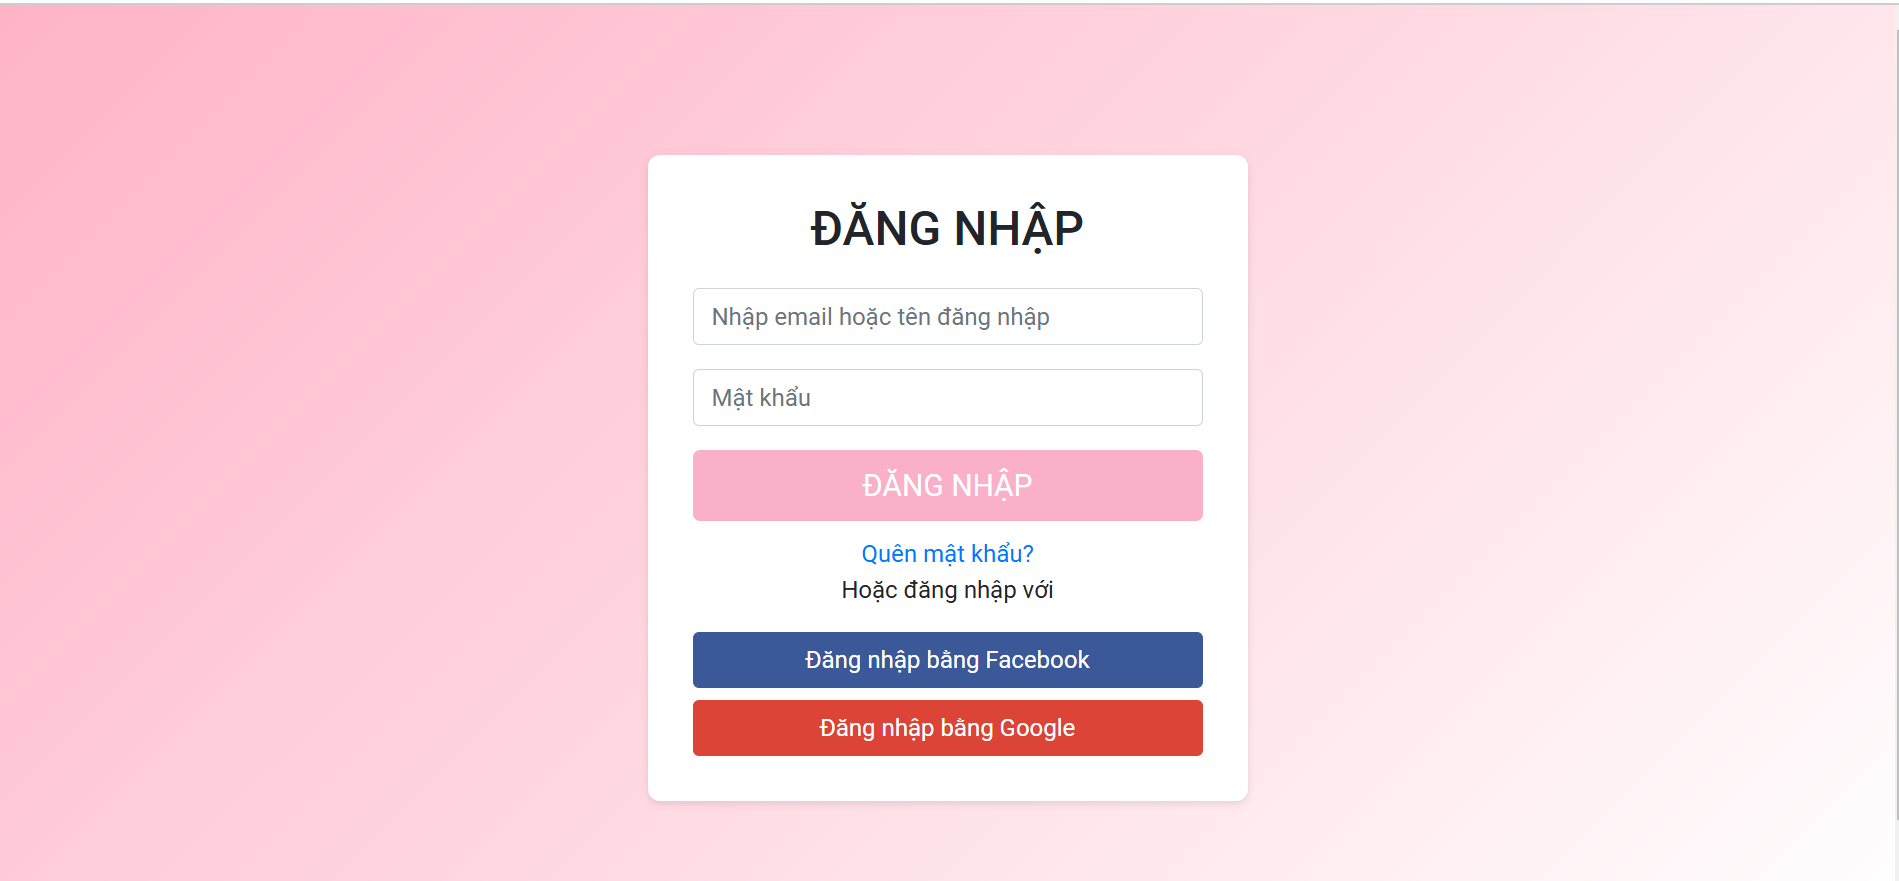 ĐĂNG NHẬP
Nhập email hoặc tên đăng nhập
Mật khẩu
ĐĂNG NHẬP
Quên mật khẩu?
Hoặc đăng nhập với
Đăng nhập bằng Facebook
Đăng nhập bằng Google